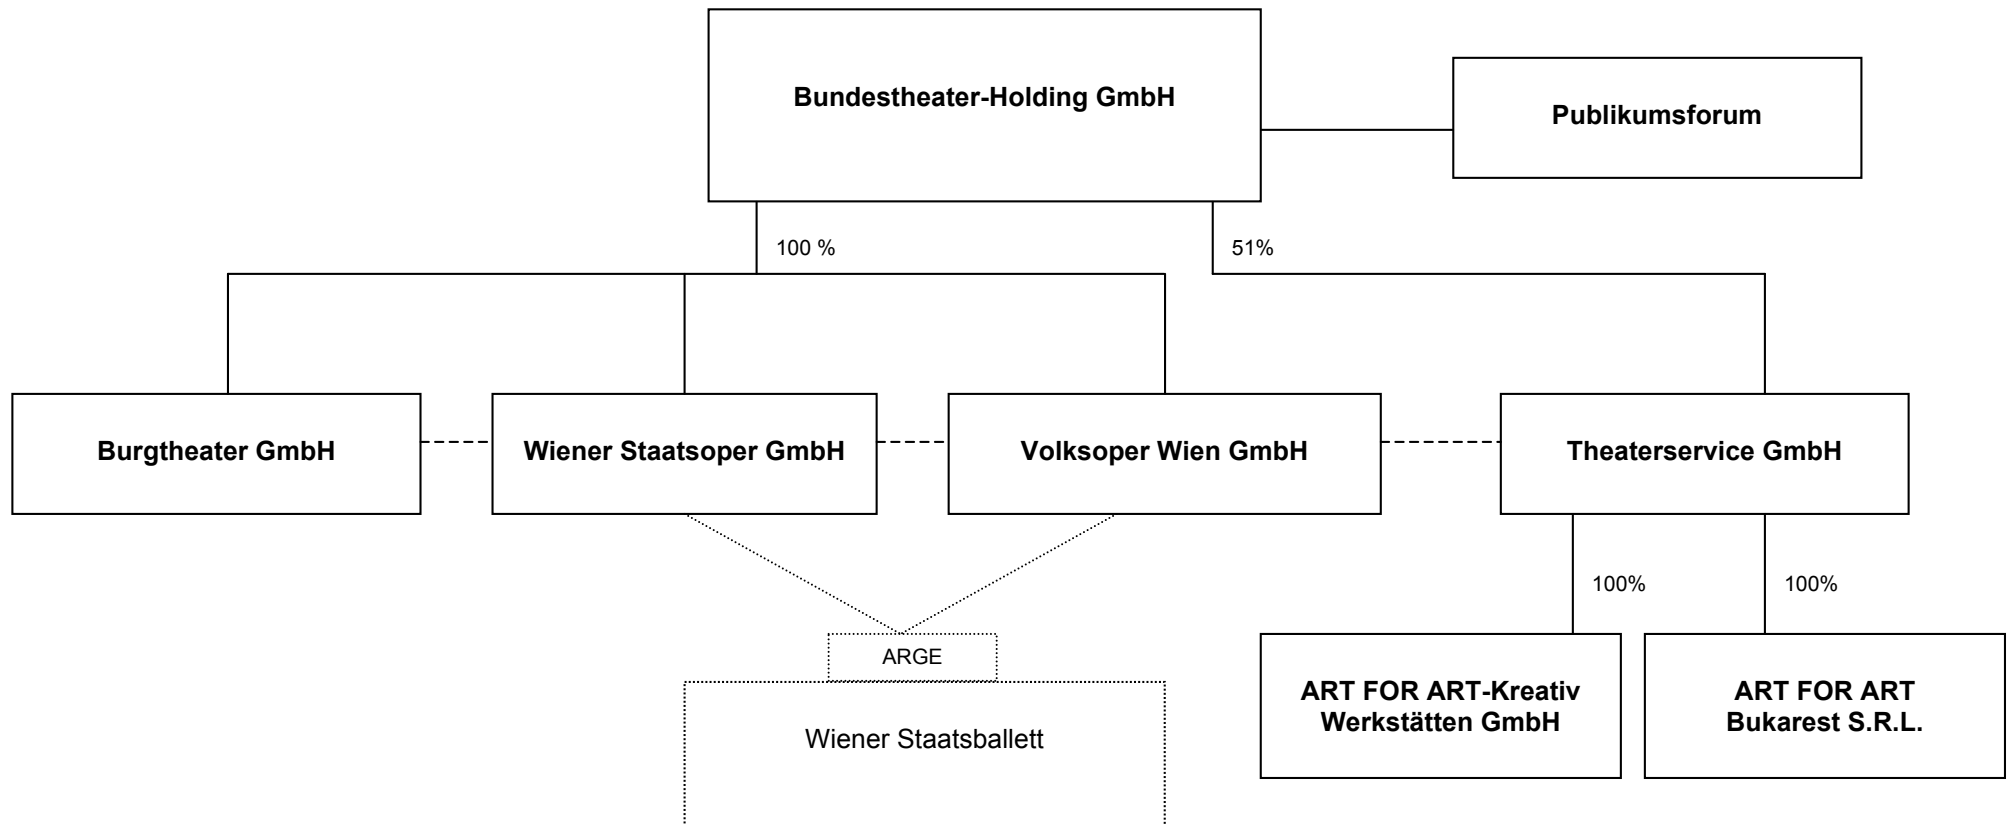 Bundestheater-Holding GmbH
Publikumsforum
100 %
51%
Burgtheater GmbH
Wiener Staatsoper GmbH
Volksoper Wien GmbH
Theaterservice GmbH
100%
100%
ARGE
ART FOR ART-Kreativ
Werkstätten GmbH
ART FOR ART
Bukarest S.R.L.
Wiener Staatsballett